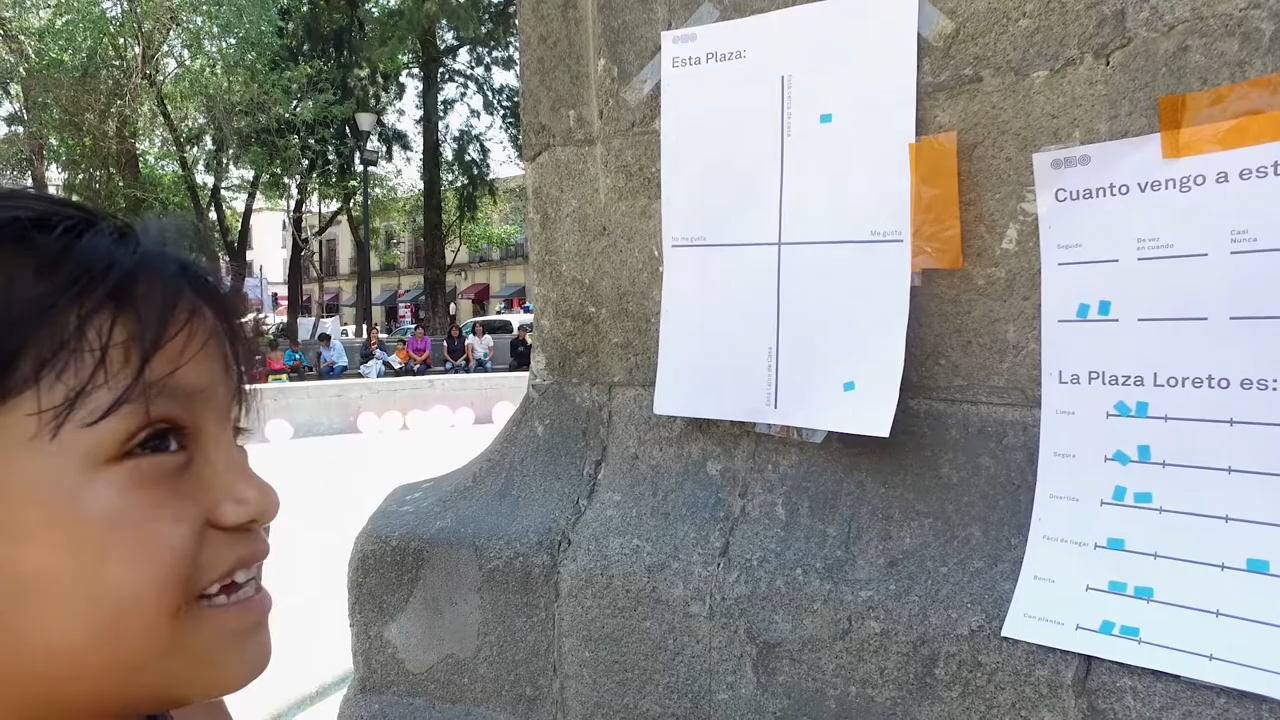 Esta Plaza:
Está cerca de casa
No me gusta
Me gusta
Está Lejos de Casa
Cuanto vengo a est
Seguido
De vez
en cuando
Casi
Nunca
La Plaza Loreto es:
Limpa
Segura
Divertida
Fácil de llegar
Bonita
Con plantas